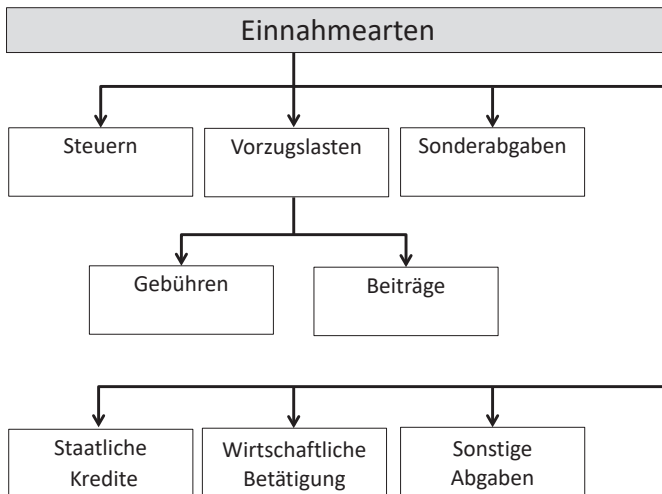 Einnahmearten
Steuern
Vorzugslasten
Sonderabgaben
Gebühren
Beiträge
Staatliche
Kredite
Wirtschaftliche
Betätigung
Sonstige
Abgaben